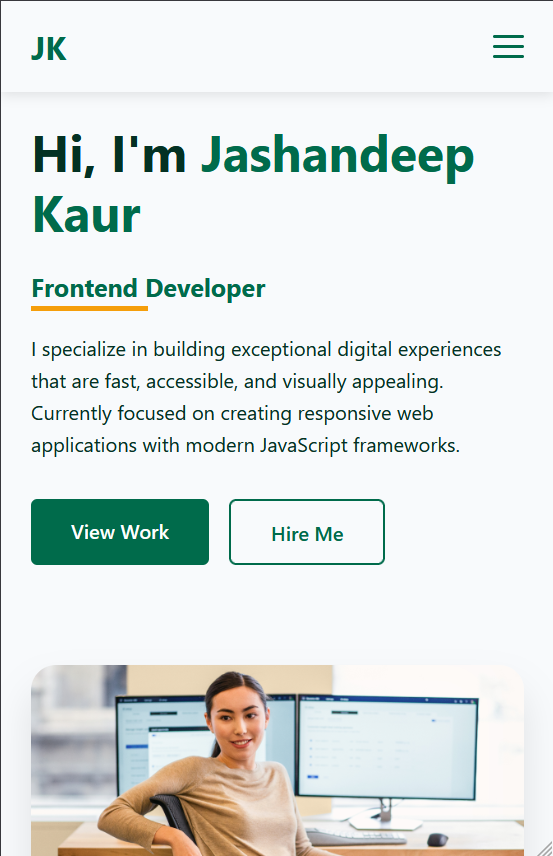 JK
Hi, I'm Jashandeep
Kaur
Frontend Developer
I specialize in building exceptional digital experiences
that are fast, accessible, and visually appealing.
Currently focused on creating responsive web
applications with modern JavaScript frameworks.
View Work
Hire Me